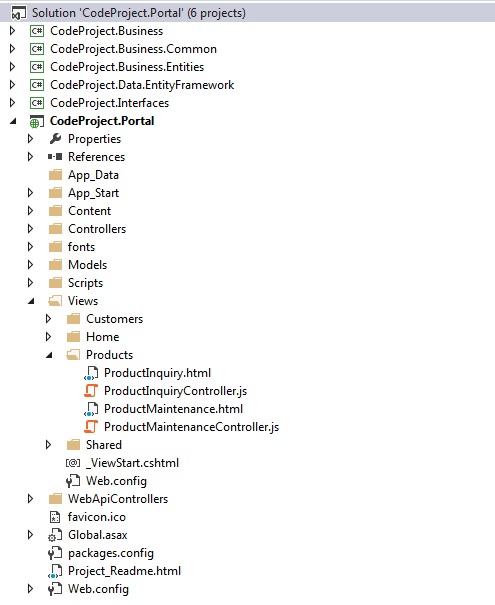 Solution 'CodeProject.Portal' (6 projects)
C# CodeProject.Business
C# CodeProject.Business.Common
C# CodeProject.Business.Entities
C# CodeProject.Data.EntityFramework
C# CodeProject.Interfaces
CodeProject.Portal
Properties
References
App_Data
App_Start
Content
Controllers
fonts
Models
Scripts
Views
Customers
Home
Products
ProductInquiry.html
ProductInquiryController.js
ProductMaintenance.html
ProductMaintenanceController.js
Shared
[@] _ViewStart.cshtml
Web.config
WebApiControllers
favicon.ico
Global.asax
packages.config
Project_Readme.html
Web.config